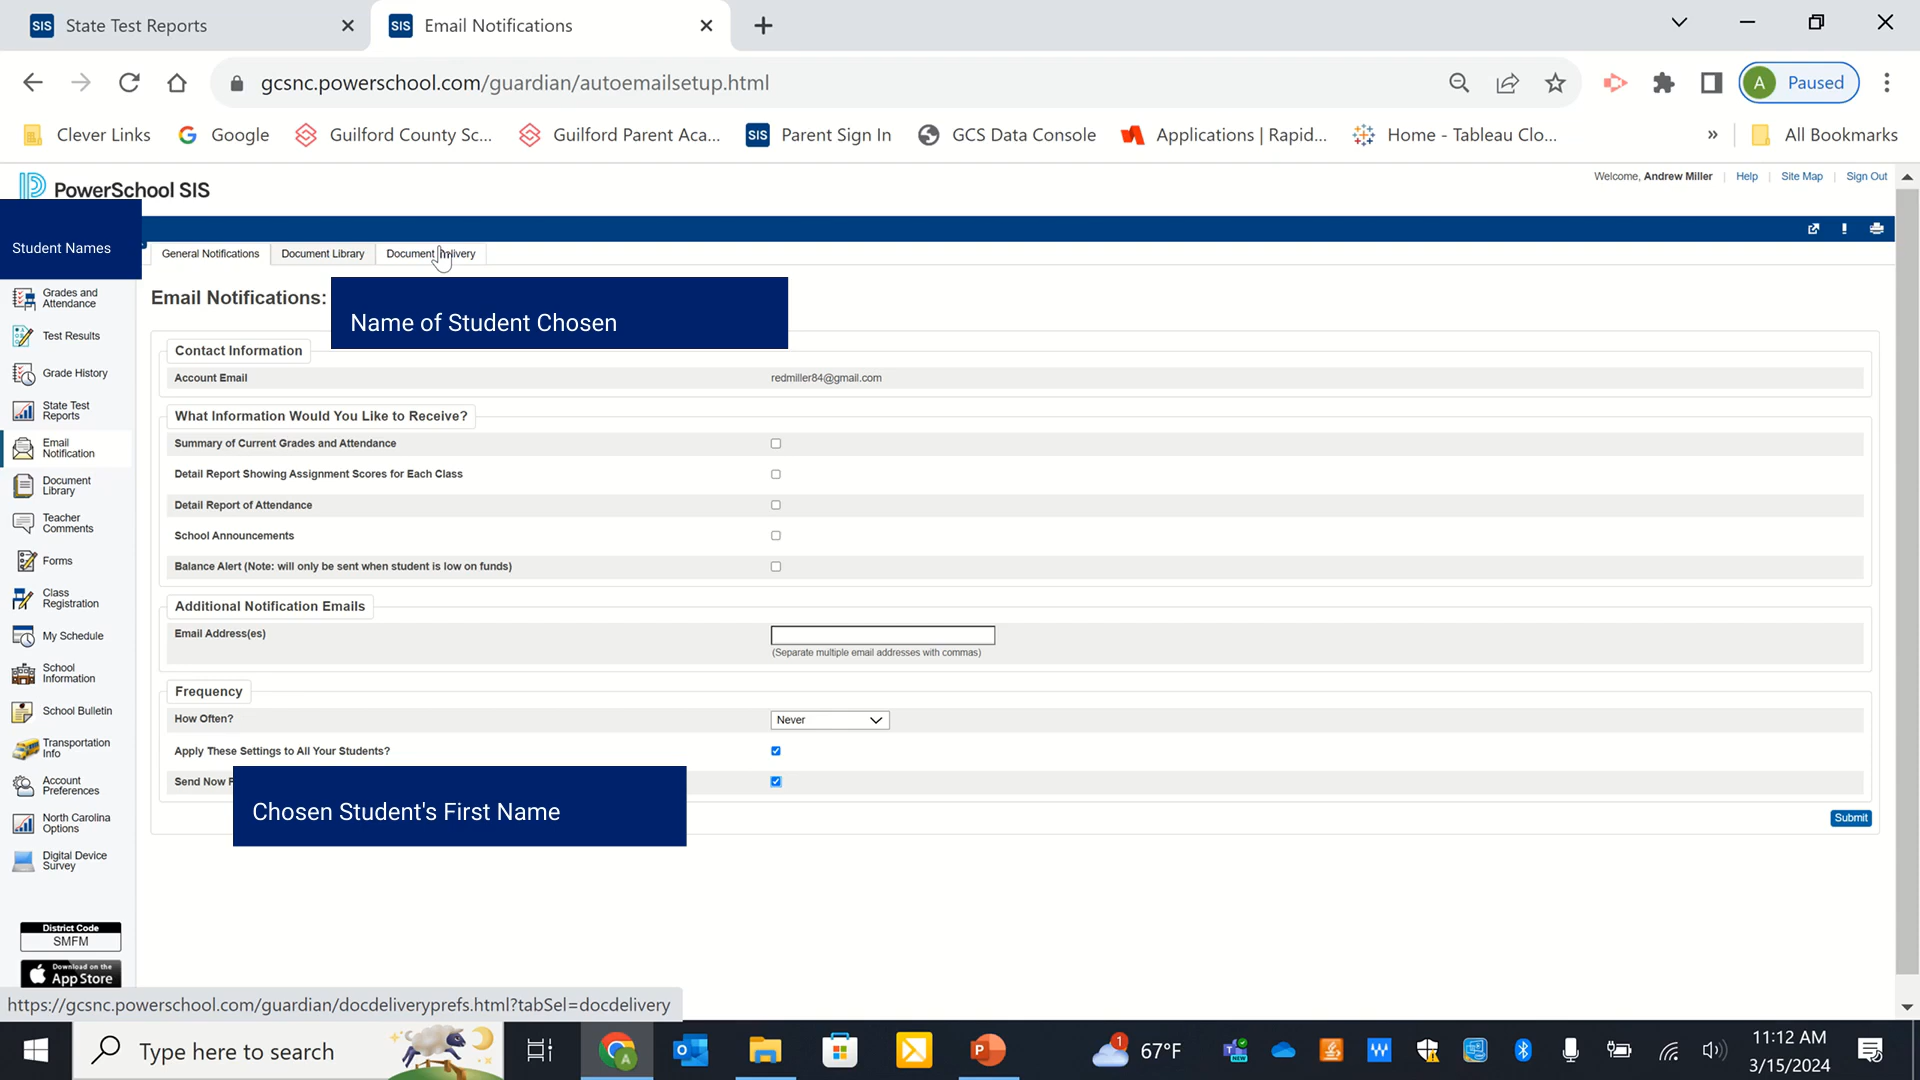 SIS State Test Reports
SIS Email Notifications
gcsnc.powerschool.com/guardian/autoemailsetup.html
A Paused
Clever Links
Google
Guilford County Sc...
Guilford Parent Aca...
SIS Parent Sign In
GCS Data Console
Applications | Rapid...
Home - Tableau Clo...
»
All Bookmarks
PowerSchool SIS
Welcome, Andrew Miller | Help | Site Map | Sign Out
Student Names
General Notifications
Document Library
Document Delivery
Email Notifications:
Name of Student Chosen
Grades and
Attendance
Test Results
Grade History
State Test
Reports
Email
Notification
Document
Library
Teacher
Comments
Forms
Class
Registration
My Schedule
School
Information
School Bulletin
Transportation
Info
Account
Preferences
North Carolina
Options
Digital Device
Survey
District Code
SMFM
Download on the
App Store
Contact Information
Account Email redmiller84@gmail.com
What Information Would You Like to Receive?
Summary of Current Grades and Attendance
Detail Report Showing Assignment Scores for Each Class
Detail Report of Attendance
School Announcements
Balance Alert (Note: will only be sent when student is low on funds)
Additional Notification Emails
Email Address(es)
(Separate multiple email addresses with commas)
Frequency
How Often? Never
Apply These Settings to All Your Students?
Send Now
Chosen Student's First Name
Submit
https://gcsnc.powerschool.com/guardian/docdeliveryprefs.html?tabSel=docdelivery
Type here to search
67°F
11:12 AM
3/15/2024